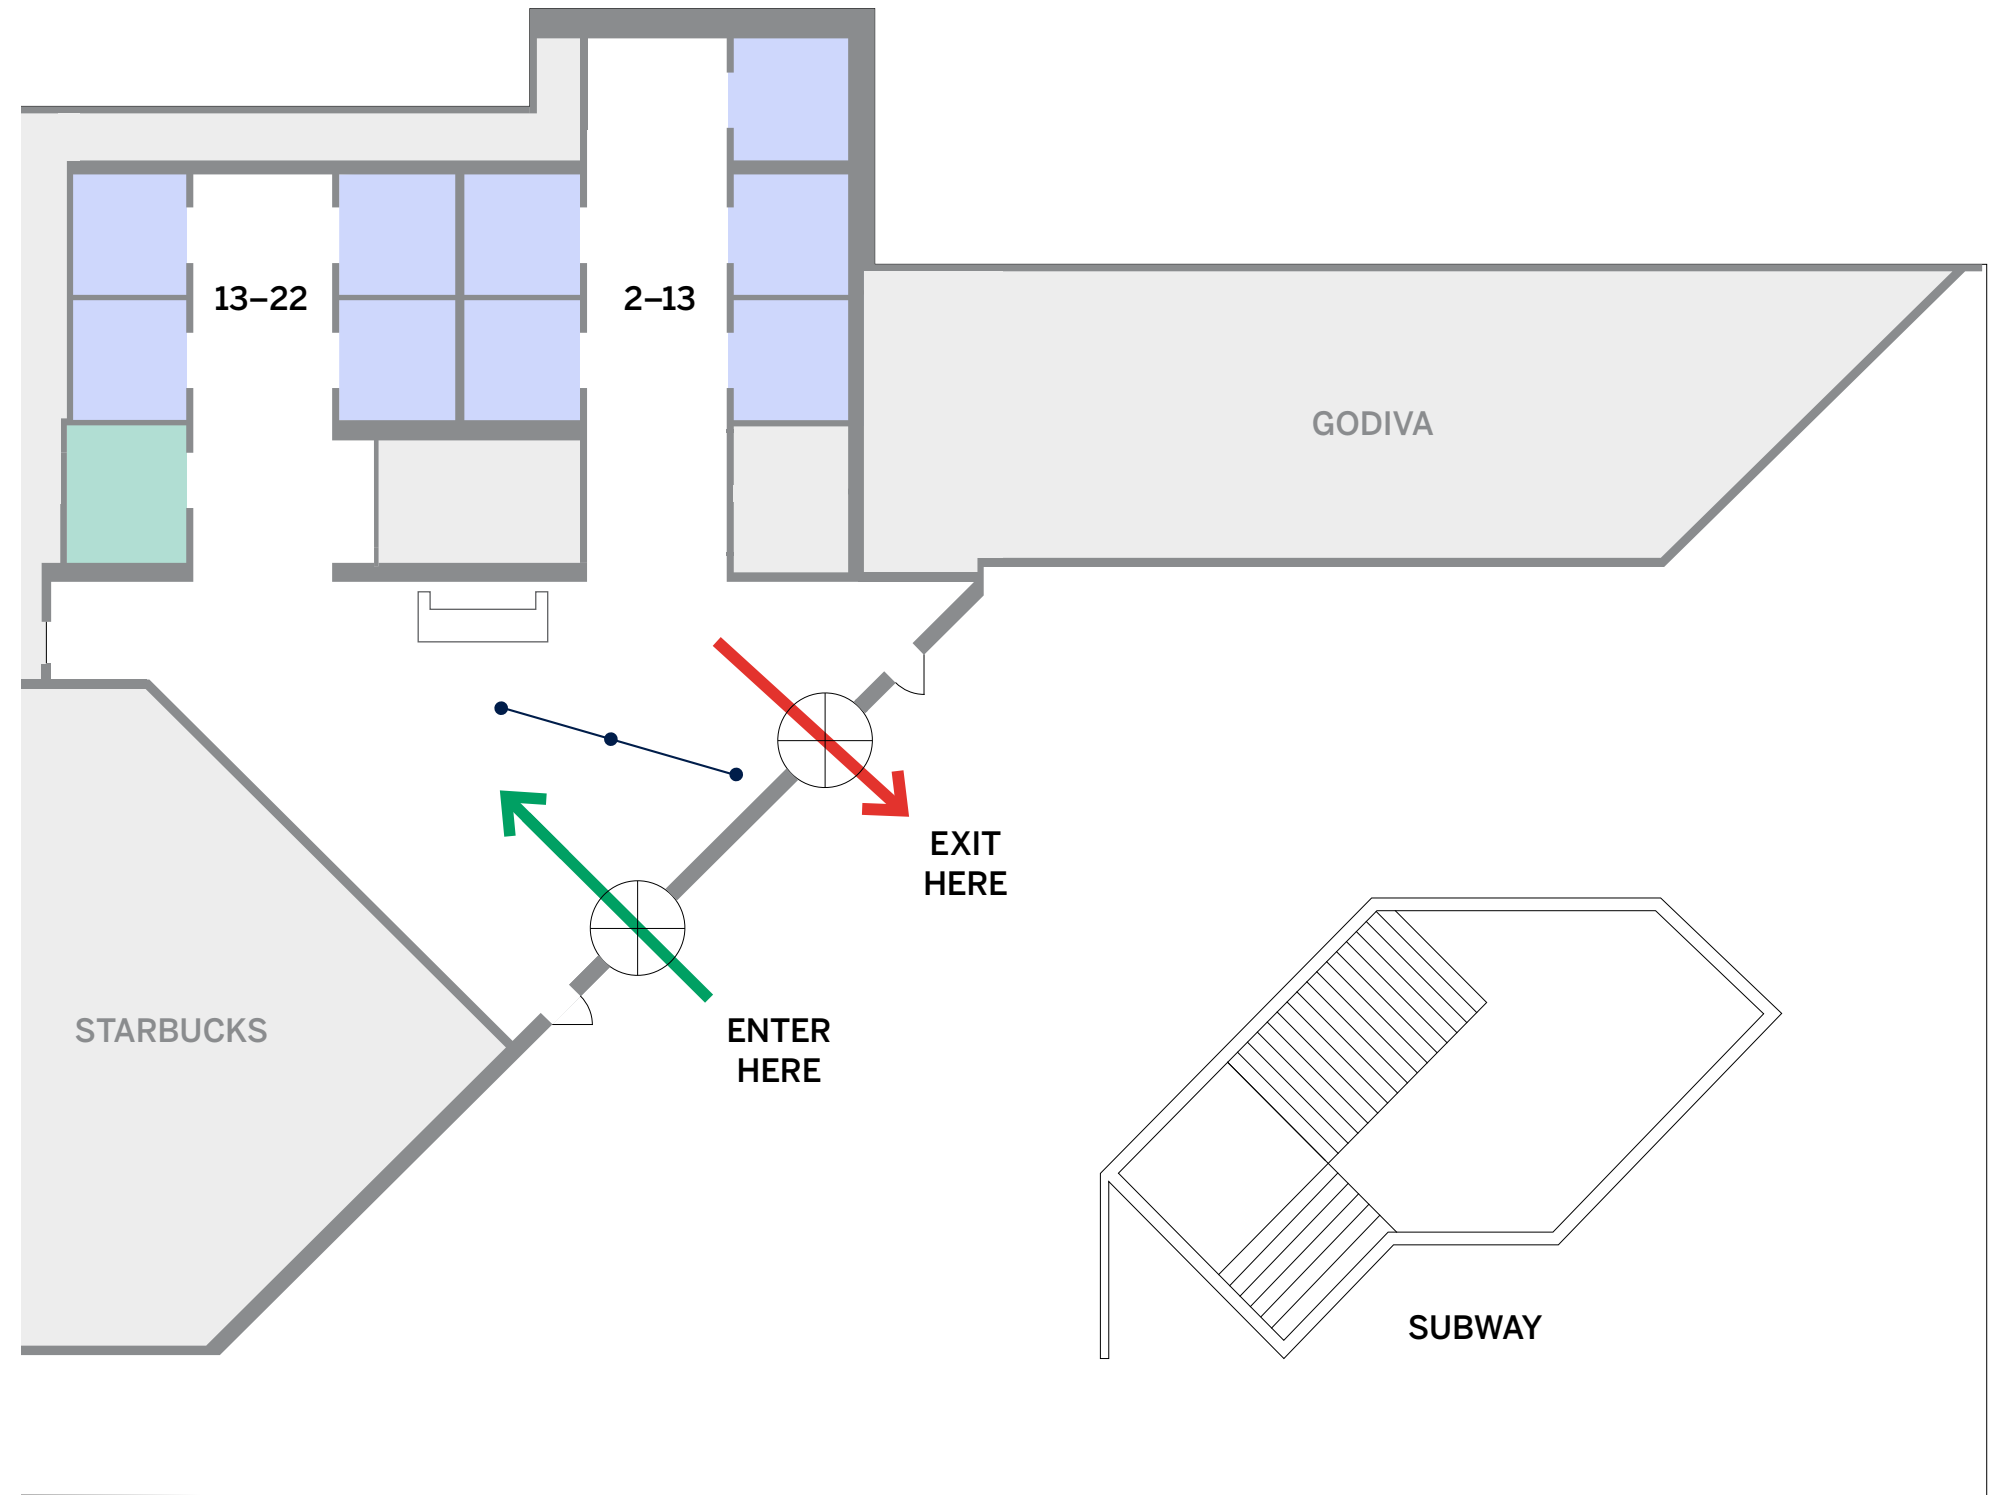 13–22
2–13
GODIVA
EXIT
HERE
STARBUCKS
ENTER
HERE
SUBWAY